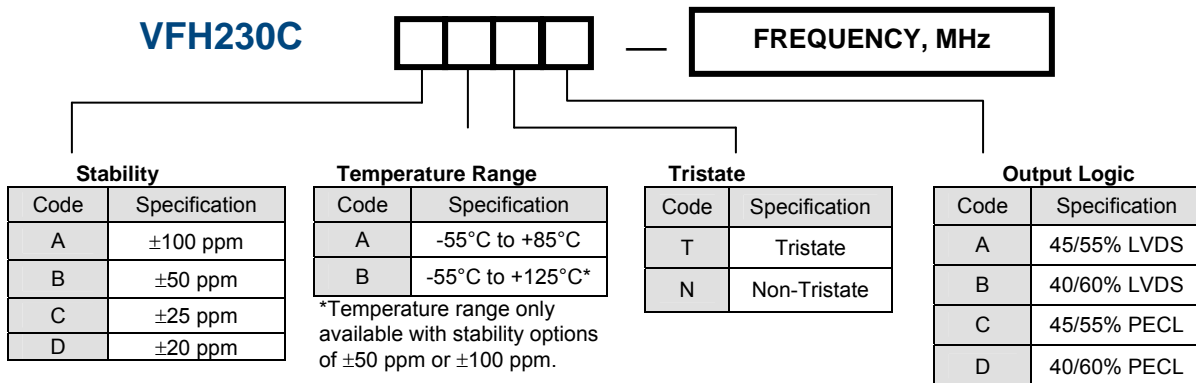 VFH230C — FREQUENCY, MHz
Stability
Code Specification
A ±100 ppm
B ±50 ppm
C ±25 ppm
D ±20 ppm
Temperature Range
Code Specification
A -55°C to +85°C
B -55°C to +125°C*
*Temperature range only
available with stability options
of ±50 ppm or ±100 ppm.
Tristate
Code Specification
T Tristate
N Non-Tristate
Output Logic
Code Specification
A 45/55% LVDS
B 40/60% LVDS
C 45/55% PECL
D 40/60% PECL